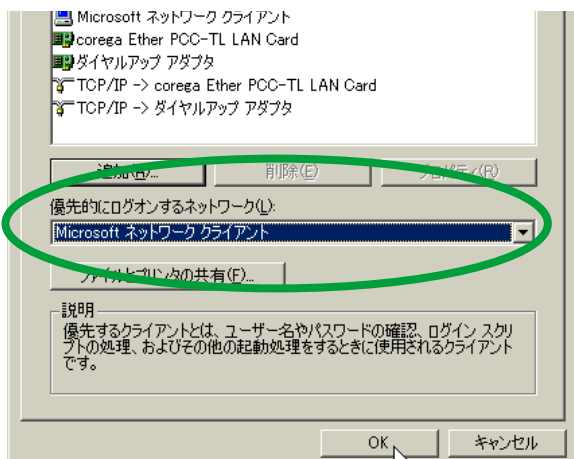 Microsoft ネットワーク クライアント
corega Ether PCC-TL LAN Card
ダイヤルアップ アダプタ
TCP/IP -> corega Ether PCC-TL LAN Card
TCP/IP -> ダイヤルアップ アダプタ
追加(A)... 削除(E) プロパティ(R)
優先的にログオンするネットワーク(L):
Microsoft ネットワーク クライアント
ファイルとプリンタの共有(F)...
説明
優先するクライアントとは、ユーザー名やパスワードの確認、ログイン スクリ
プトの処理、およびその他の起動処理をするときに使用されるクライアント
です。
OK キャンセル